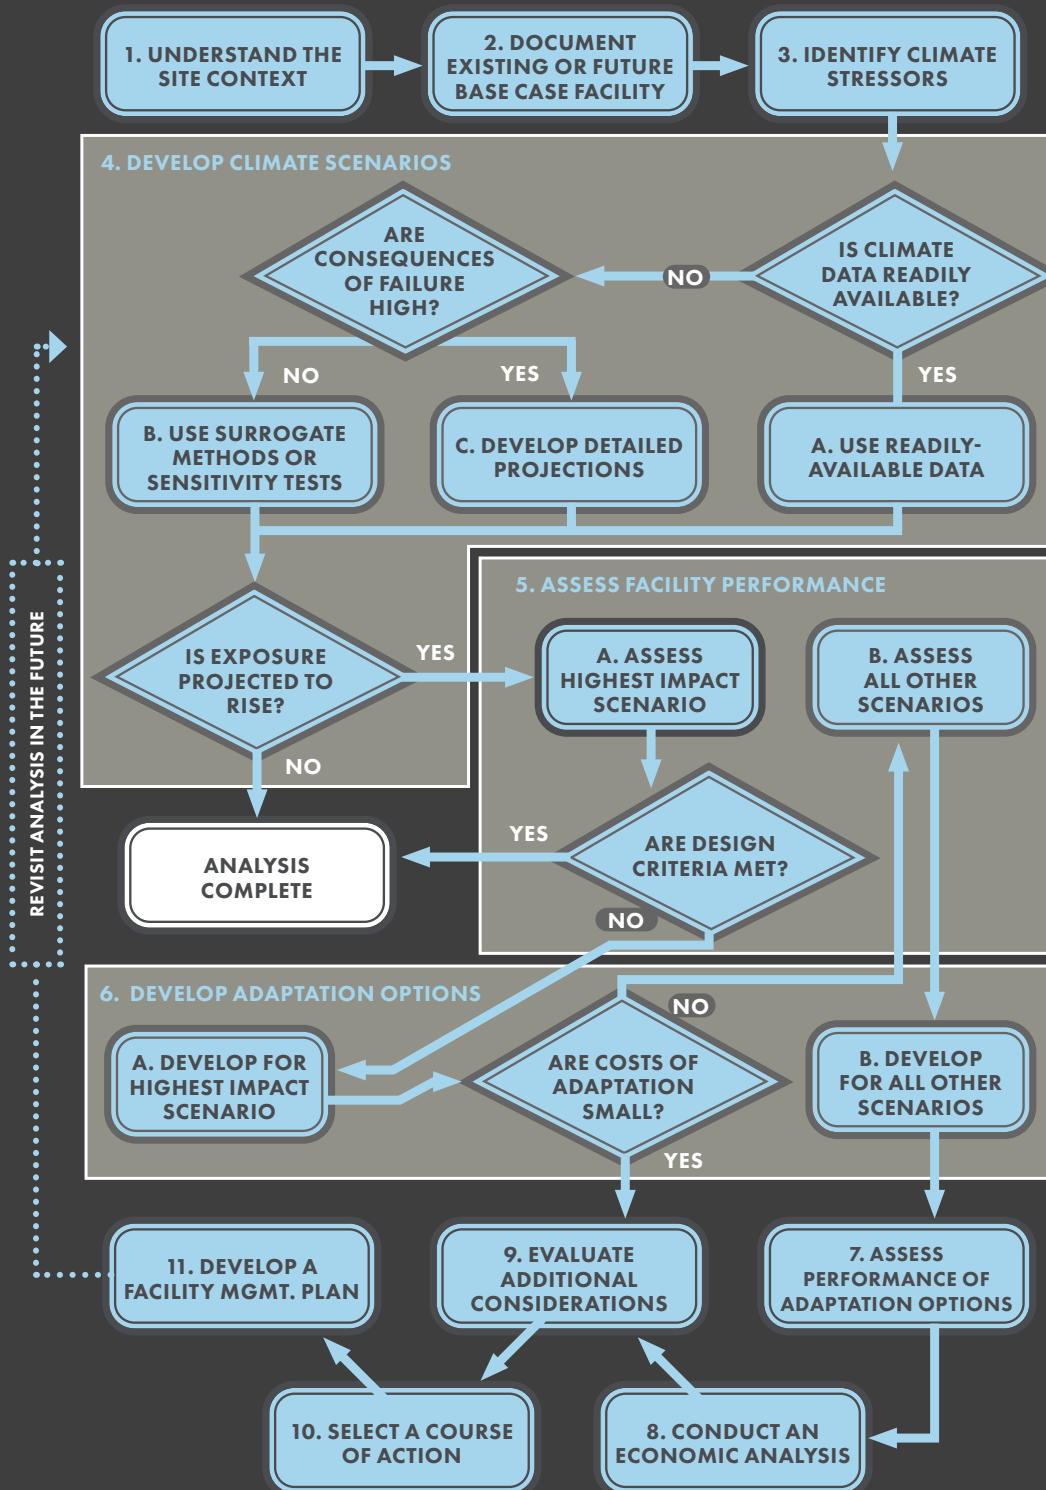 1. UNDERSTAND THE
SITE CONTEXT
2. DOCUMENT
EXISTING OR FUTURE
BASE CASE FACILITY
3. IDENTIFY CLIMATE
STRESSORS
4. DEVELOP CLIMATE SCENARIOS
ARE
CONSEQUENCES
OF FAILURE
HIGH?
NO
IS CLIMATE
DATA READILY
AVAILABLE?
NO
YES
YES
B. USE SURROGATE
METHODS OR
SENSITIVITY TESTS
C. DEVELOP DETAILED
PROJECTIONS
A. USE READILY-
AVAILABLE DATA
IS EXPOSURE
PROJECTED TO
RISE?
YES
NO
5. ASSESS FACILITY PERFORMANCE
A. ASSESS
HIGHEST IMPACT
SCENARIO
B. ASSESS
ALL OTHER
SCENARIOS
ANALYSIS
COMPLETE
YES
ARE DESIGN
CRITERIA MET?
NO
REVISIT ANALYSIS IN THE FUTURE
6. DEVELOP ADAPTATION OPTIONS
A. DEVELOP FOR
HIGHEST IMPACT
SCENARIO
NO
ARE COSTS OF
ADAPTATION
SMALL?
YES
B. DEVELOP
FOR ALL OTHER
SCENARIOS
11. DEVELOP A
FACILITY MGMT. PLAN
9. EVALUATE
ADDITIONAL
CONSIDERATIONS
7. ASSESS
PERFORMANCE OF
ADAPTATION OPTIONS
10. SELECT A COURSE
OF ACTION
8. CONDUCT AN
ECONOMIC ANALYSIS